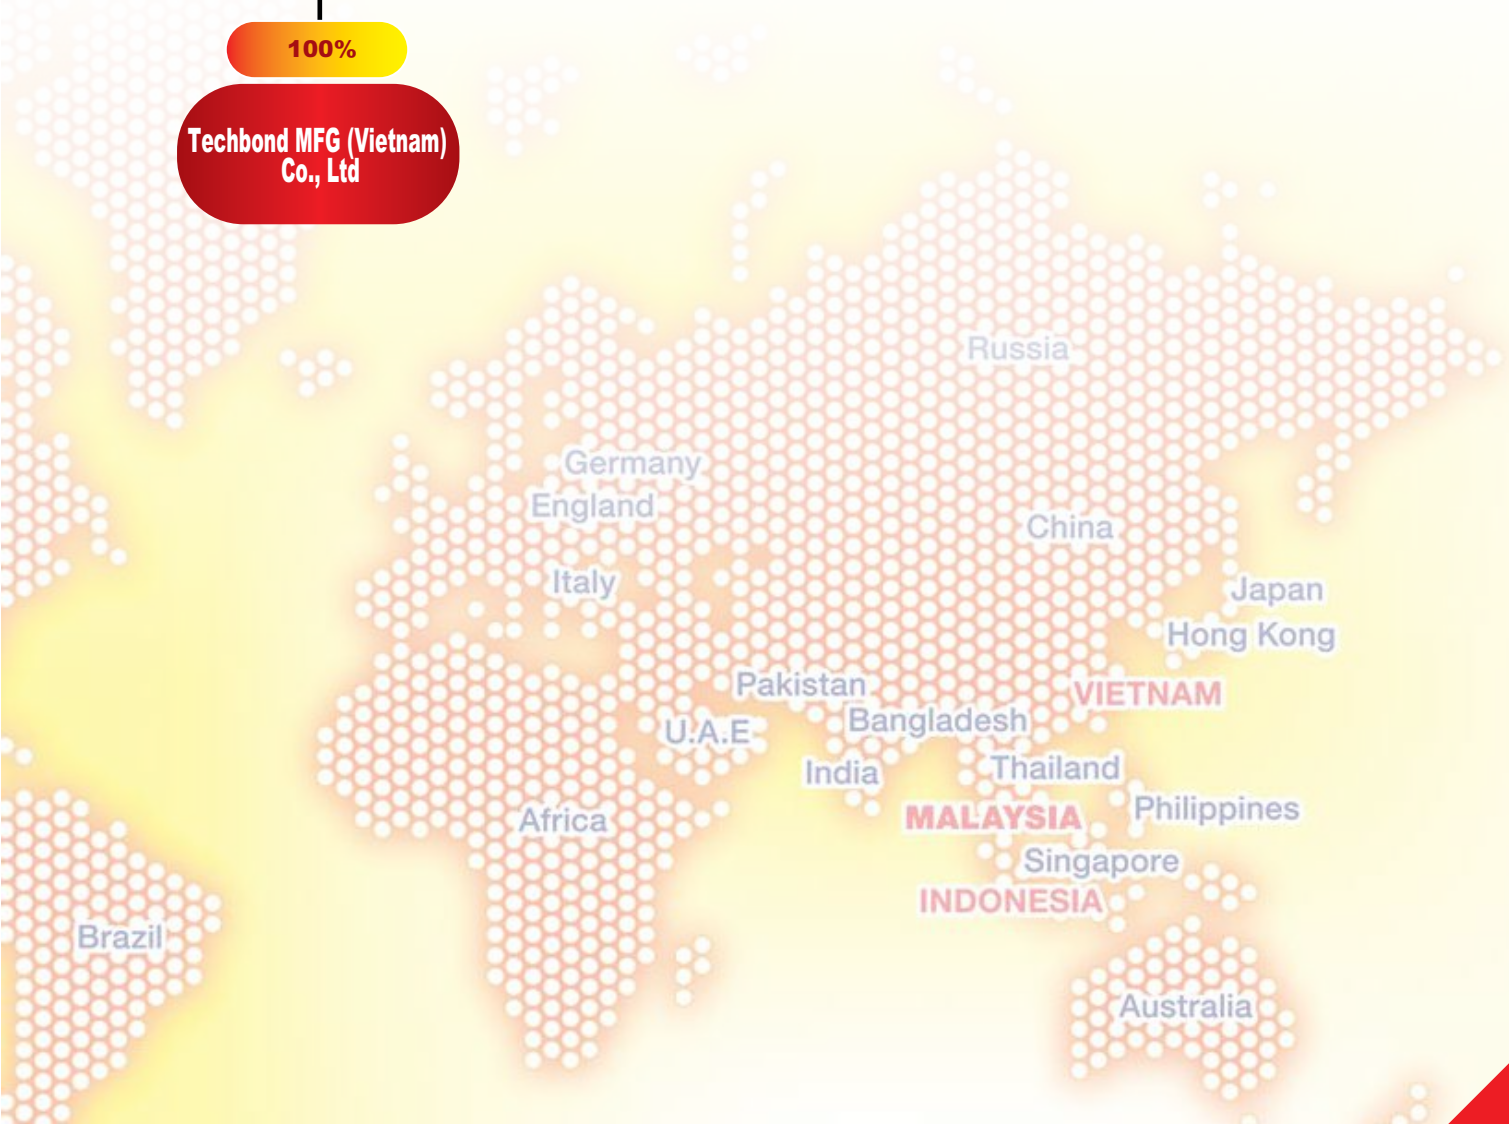 100%
Techbond MFG (Vietnam)
Co., Ltd
Russia
Germany
England
China
Italy
Japan
Hong Kong
Pakistan
VIETNAM
Bangladesh
U.A.E
Thailand
India
Philippines
MALAYSIA
Africa
Singapore
INDONESIA
Brazil
Australia